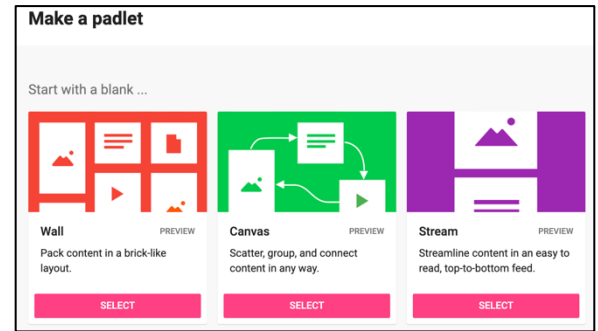 Make a padlet
Start with a blank ...
Wall PREVIEW
Pack content in a brick-like
layout.
SELECT
Canvas PREVIEW
Scatter, group, and connect
content in any way.
SELECT
Stream PREVIEW
Streamline content in an easy to
read, top-to-bottom feed.
SELECT